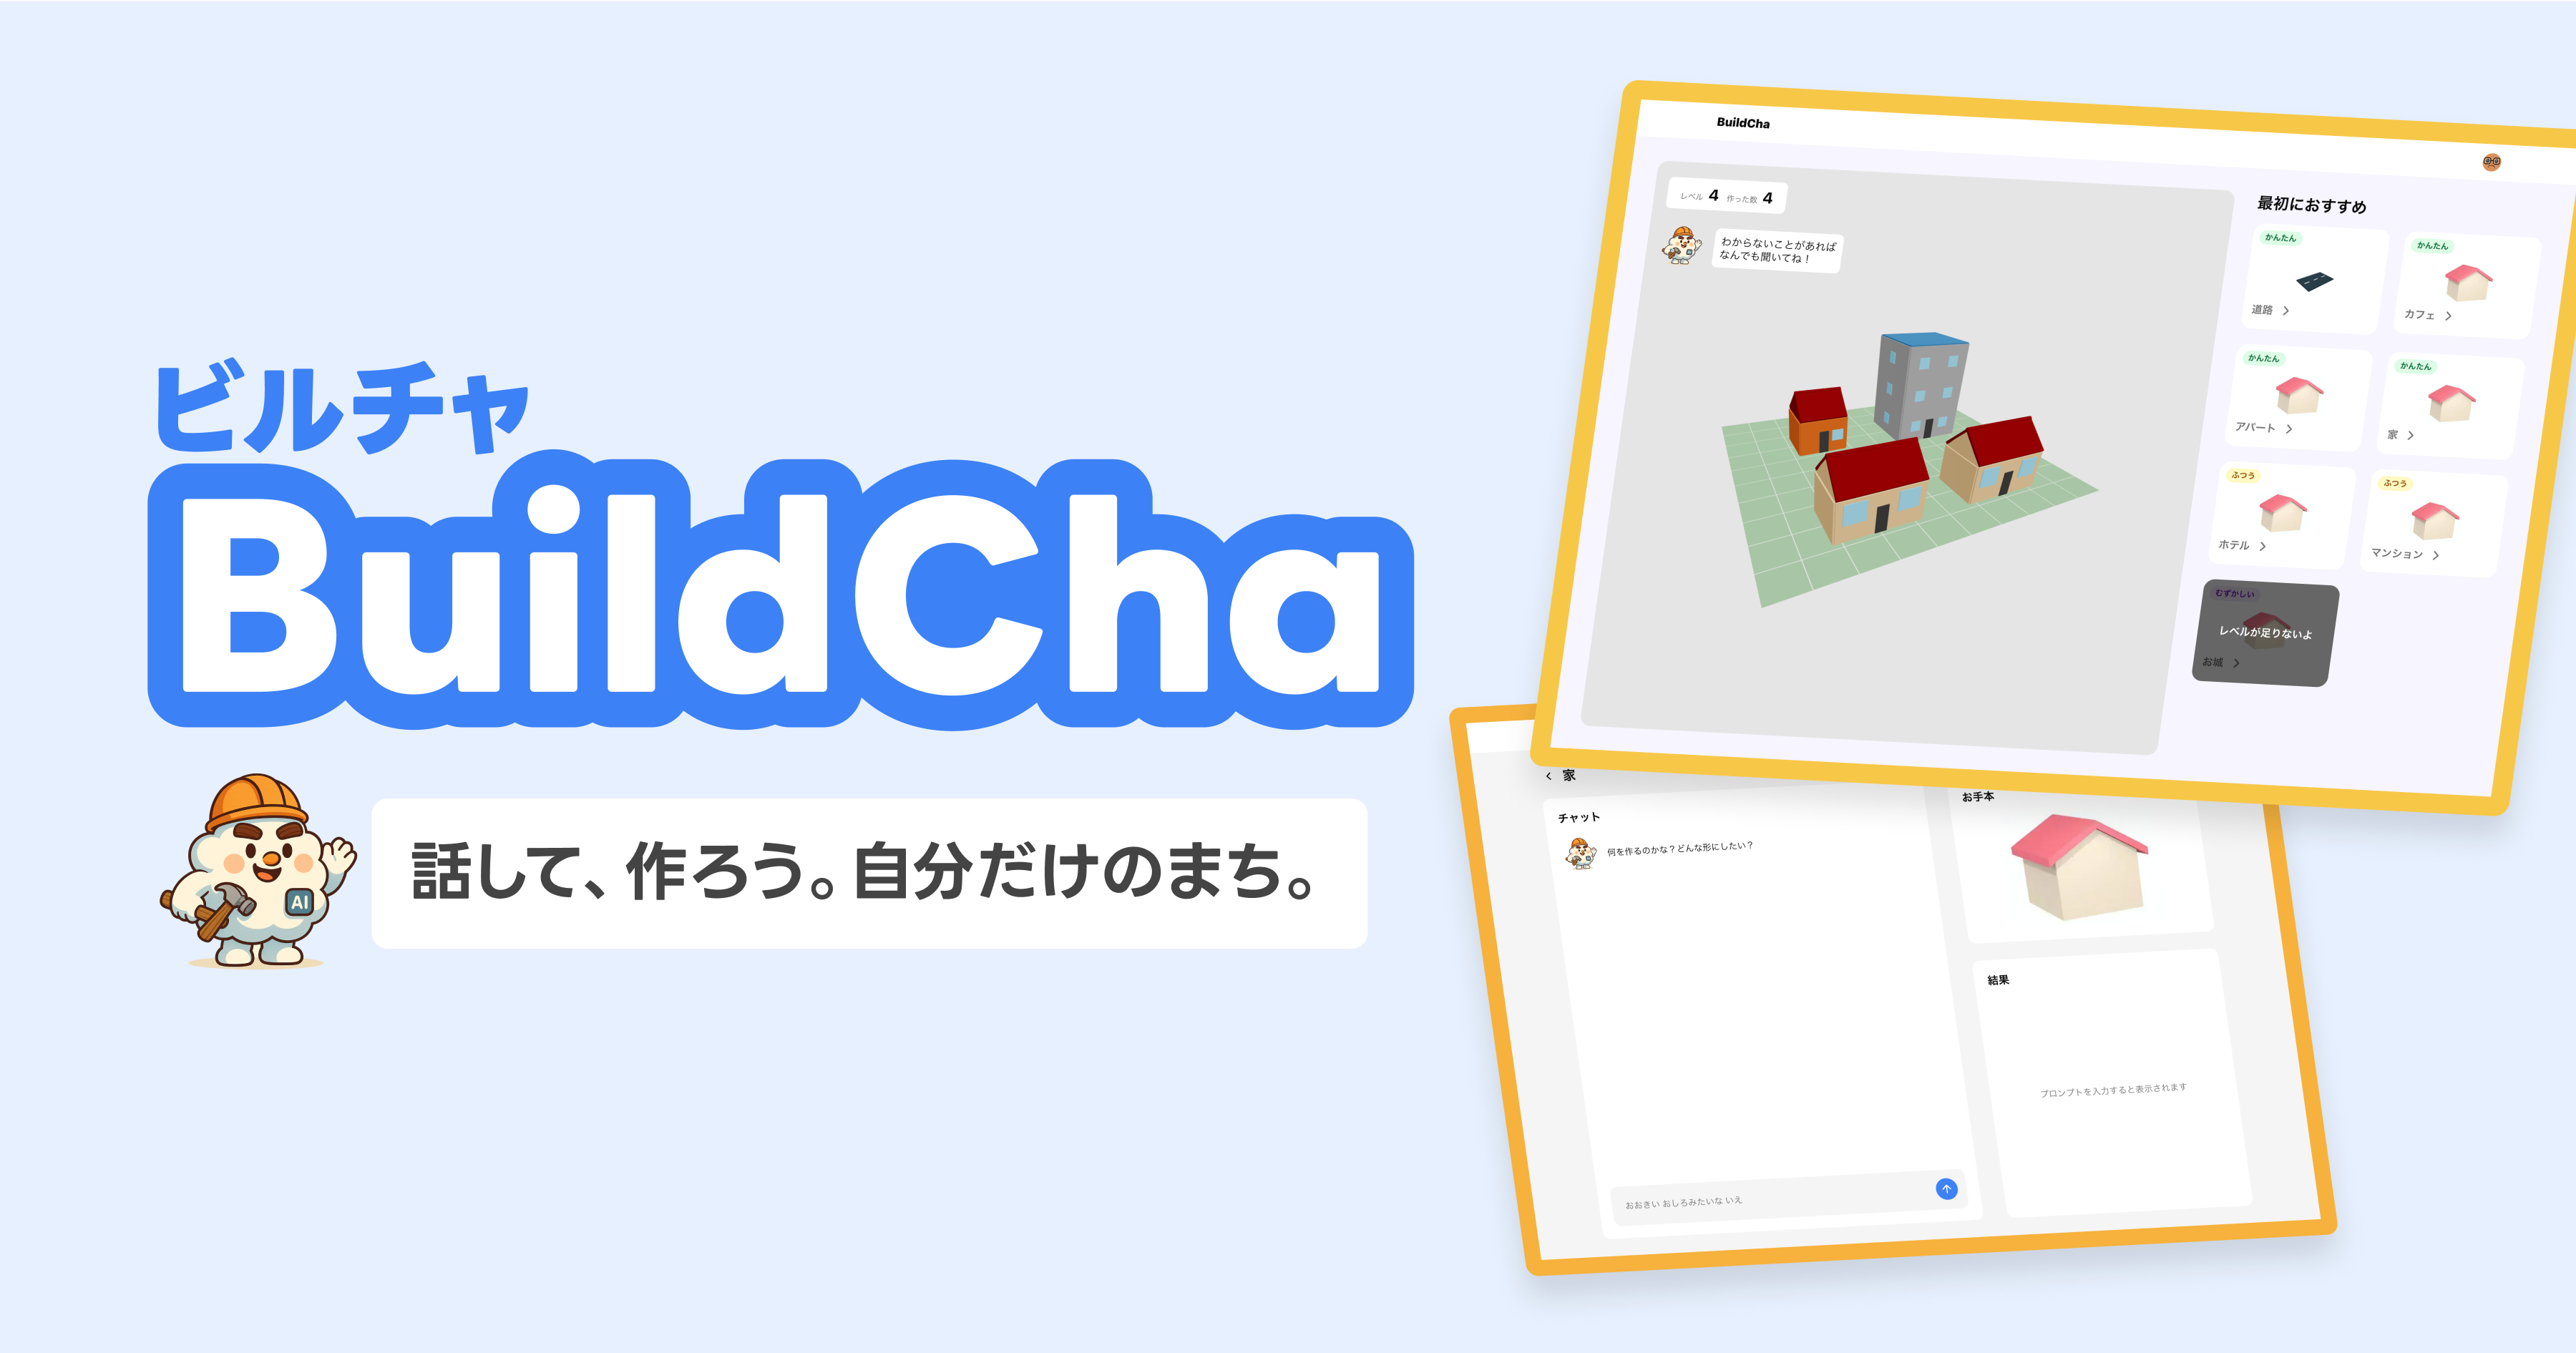 ビルチャ
BuildCha
AI
話して、作ろう。自分だけのまち。
BuildCha
レベル 4 作った数 4
わからないことがあれば
なんでも聞いてね！
最初におすすめ
かんたん
道路
かんたん
カフェ
かんたん
アパート
かんたん
家
ふつう
ホテル
ふつう
マンション
むずかしい
レベルが足りないよ
お城
家
チャット
何を作るのかな？どんな形にしたい？
おおきい おしろみたいな いえ
お手本
結果
プロンプトを入力すると表示されます